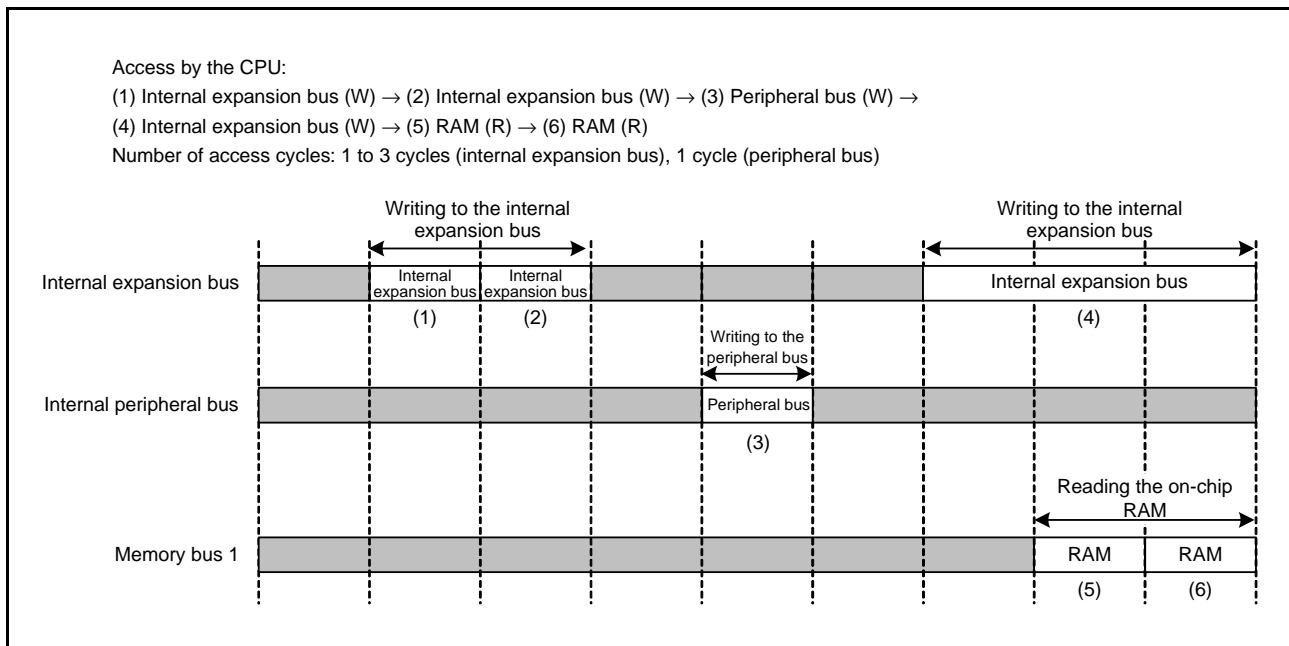 Access by the CPU:
(1) Internal expansion bus (W) → (2) Internal expansion bus (W) → (3) Peripheral bus (W) →
(4) Internal expansion bus (W) → (5) RAM (R) → (6) RAM (R)
Number of access cycles: 1 to 3 cycles (internal expansion bus), 1 cycle (peripheral bus)
Writing to the internal
expansion bus
Writing to the internal
expansion bus
Internal expansion bus
Internal
expansion bus
Internal
expansion bus
Internal expansion bus
(1)
(2)
(4)
Writing to the
peripheral bus
Internal peripheral bus
Peripheral bus
(3)
Reading the on-chip
RAM
Memory bus 1
RAM
RAM
(5)
(6)